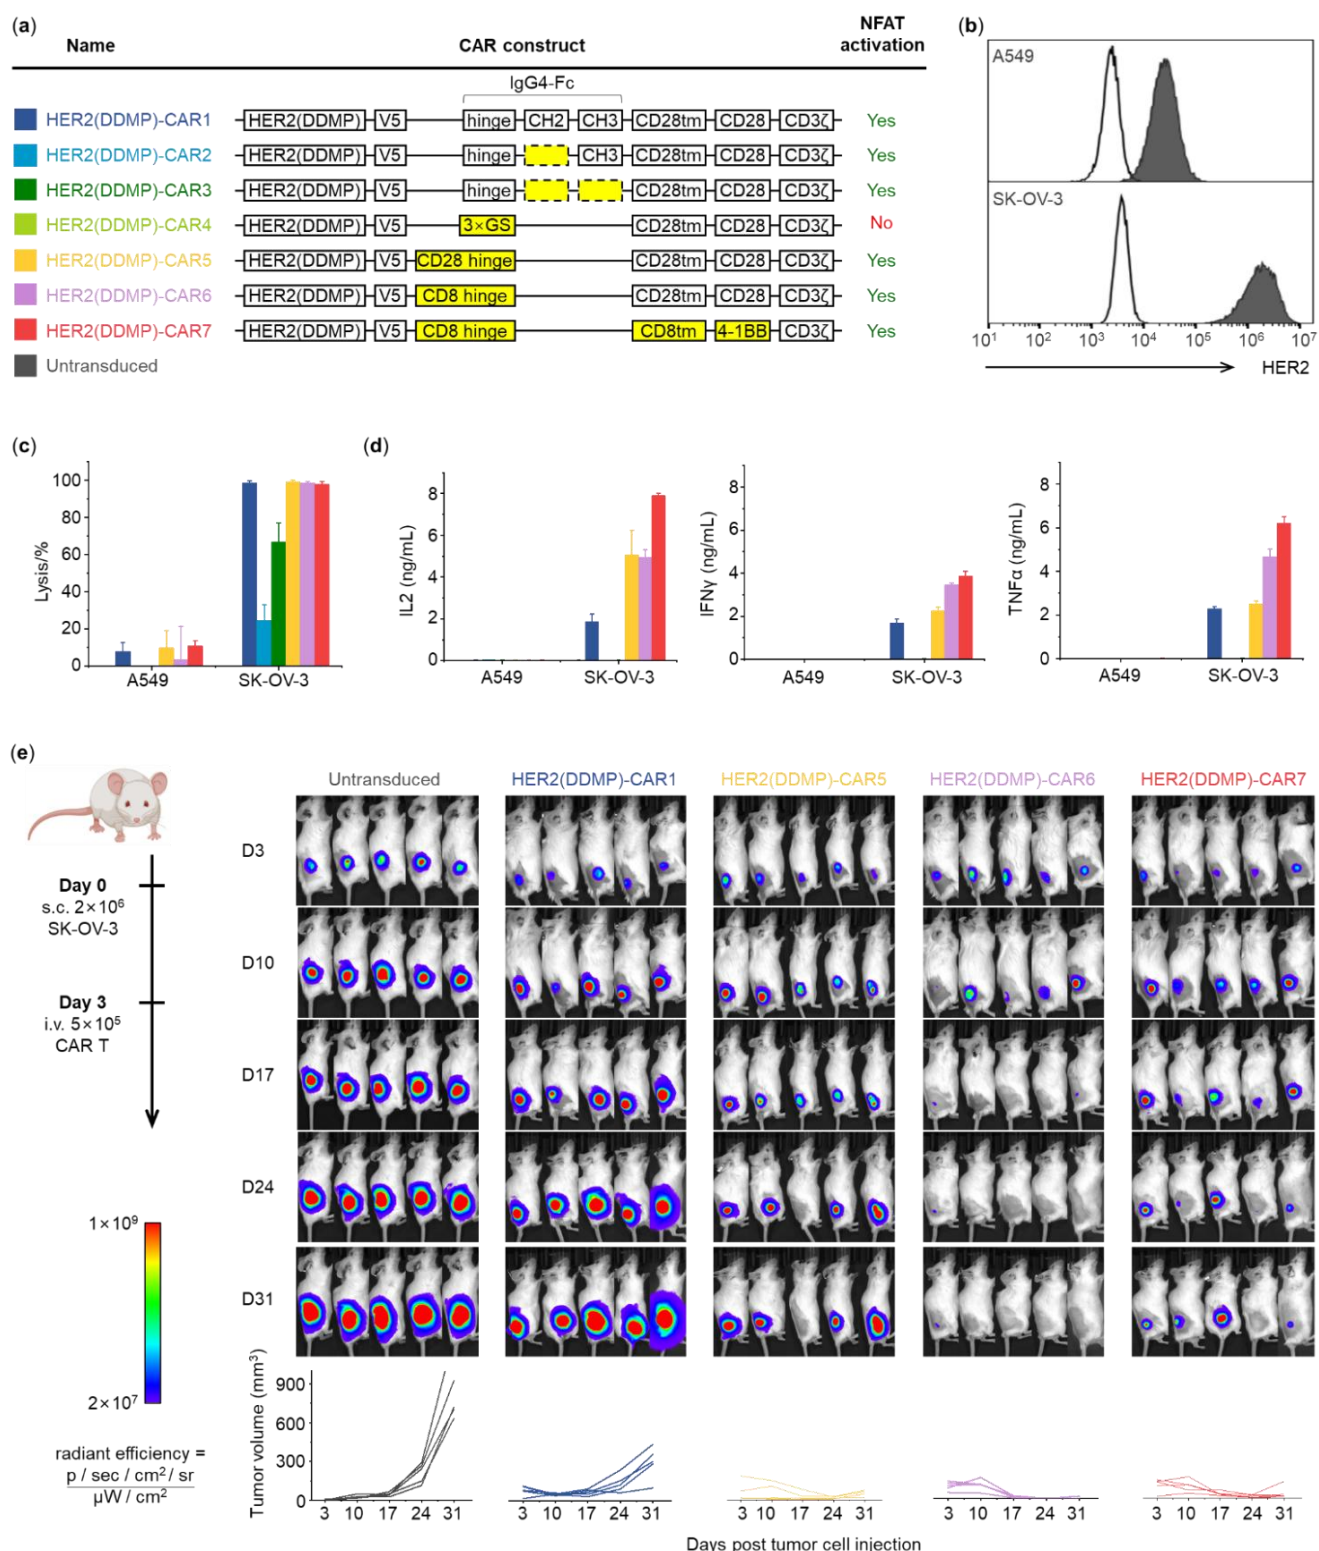 (a)
Name CAR construct NFAT activation
IgG4-Fc
HER2(DDMP)-CAR1 HER2(DDMP) V5 hinge CH2 CH3 CD28tm CD28 CD3ζ Yes
HER2(DDMP)-CAR2 HER2(DDMP) V5 hinge CH3 CD28tm CD28 CD3ζ Yes
HER2(DDMP)-CAR3 HER2(DDMP) V5 hinge CD28tm CD28 CD3ζ Yes
HER2(DDMP)-CAR4 HER2(DDMP) V5 3×GS CD28tm CD28 CD3ζ No
HER2(DDMP)-CAR5 HER2(DDMP) V5 CD28 hinge CD28tm CD28 CD3ζ Yes
HER2(DDMP)-CAR6 HER2(DDMP) V5 CD8 hinge CD28tm CD28 CD3ζ Yes
HER2(DDMP)-CAR7 HER2(DDMP) V5 CD8 hinge CD8tm 4-1BB CD3ζ Yes
Untransduced
(b)
A549
SK-OV-3
10¹ 10² 10³ 10⁴ 10⁵ 10⁶ 10⁷
HER2
(c)
Lysis/%
100
80
60
40
20
0
A549 SK-OV-3
(d)
IL2 (ng/mL)
8
6
4
2
0
A549 SK-OV-3
IFNγ (ng/mL)
8
6
4
2
0
A549 SK-OV-3
TNFα (ng/mL)
8
6
4
2
0
A549 SK-OV-3
(e)
Day 0
s.c. 2×10⁶
SK-OV-3
Day 3
i.v. 5×10⁵
CAR T
1×10⁹
2×10⁷
radiant efficiency =
p / sec / cm² / sr
µW / cm²
Untransduced HER2(DDMP)-CAR1 HER2(DDMP)-CAR5 HER2(DDMP)-CAR6 HER2(DDMP)-CAR7
D3
D10
D17
D24
D31
Tumor volume (mm³)
900
600
300
0
3 10 17 24 31 3 10 17 24 31 3 10 17 24 31 3 10 17 24 31 3 10 17 24 31
Days post tumor cell injection